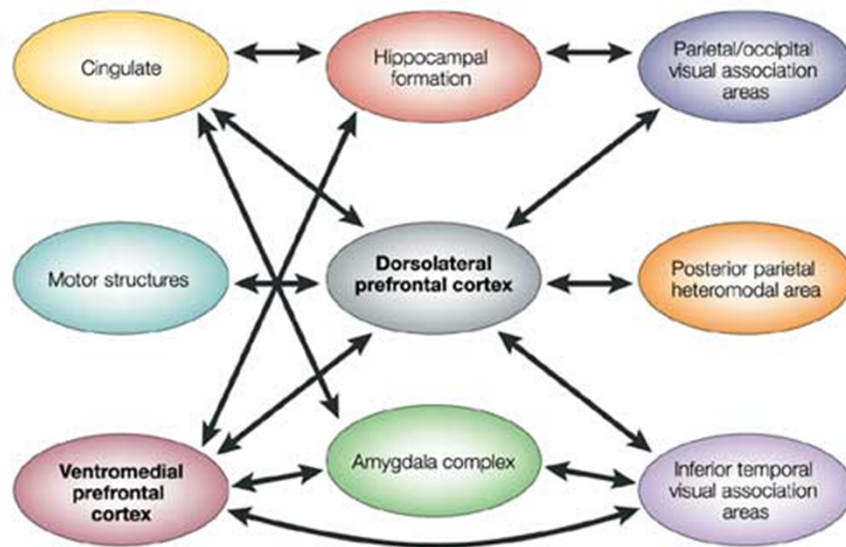 Cingulate
Hippocampal
formation
Parietal/occipital
visual association
areas
Motor structures
Dorsolateral
prefrontal cortex
Posterior parietal
heteromodal area
Ventromedial
prefrontal
cortex
Amygdala complex
Inferior temporal
visual association
areas